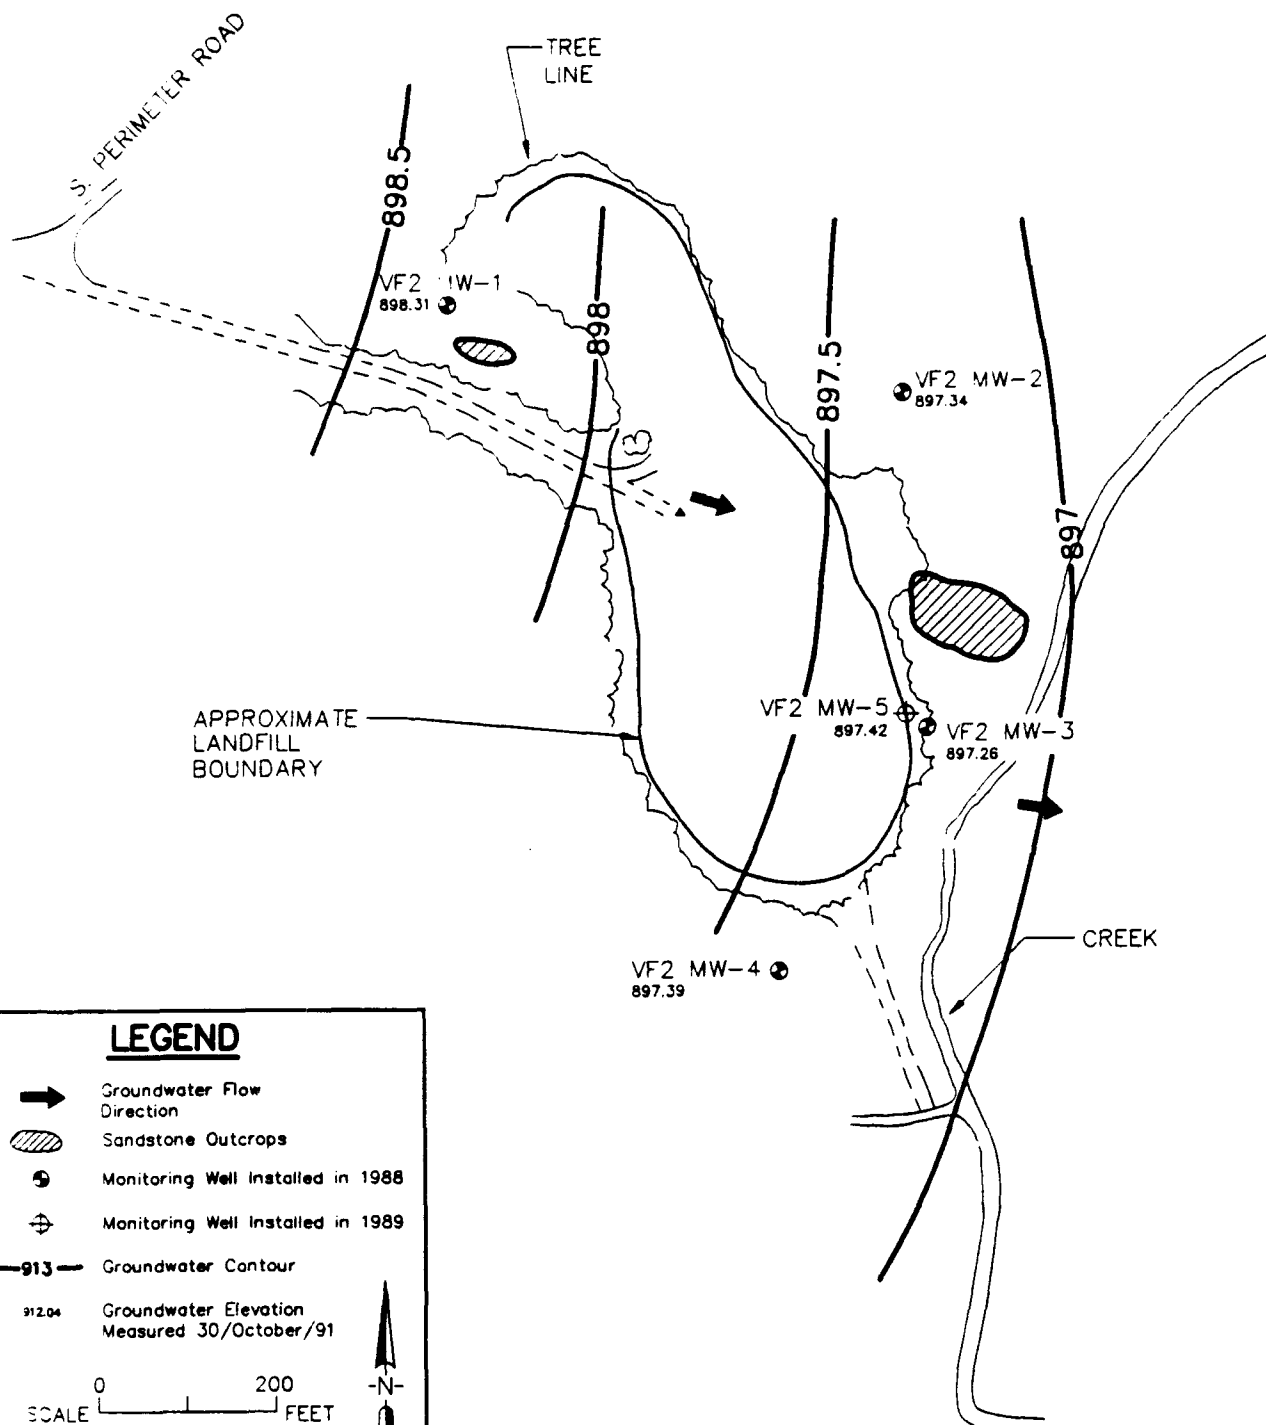 S. PERIMETER ROAD
TREE
LINE
898.5
VF2 MW-1
898.31
898
897.5
VF2 MW-2
897.34
897
APPROXIMATE
LANDFILL
BOUNDARY
VF2 MW-5
897.42
VF2 MW-3
897.26
CREEK
VF2 MW-4
897.39
LEGEND
Groundwater Flow
Direction
Sandstone Outcrops
Monitoring Well Installed in 1988
Monitoring Well Installed in 1989
913
Groundwater Contour
912.04
Groundwater Elevation
Measured 30/October/91
0 200
SCALE FEET
-N-